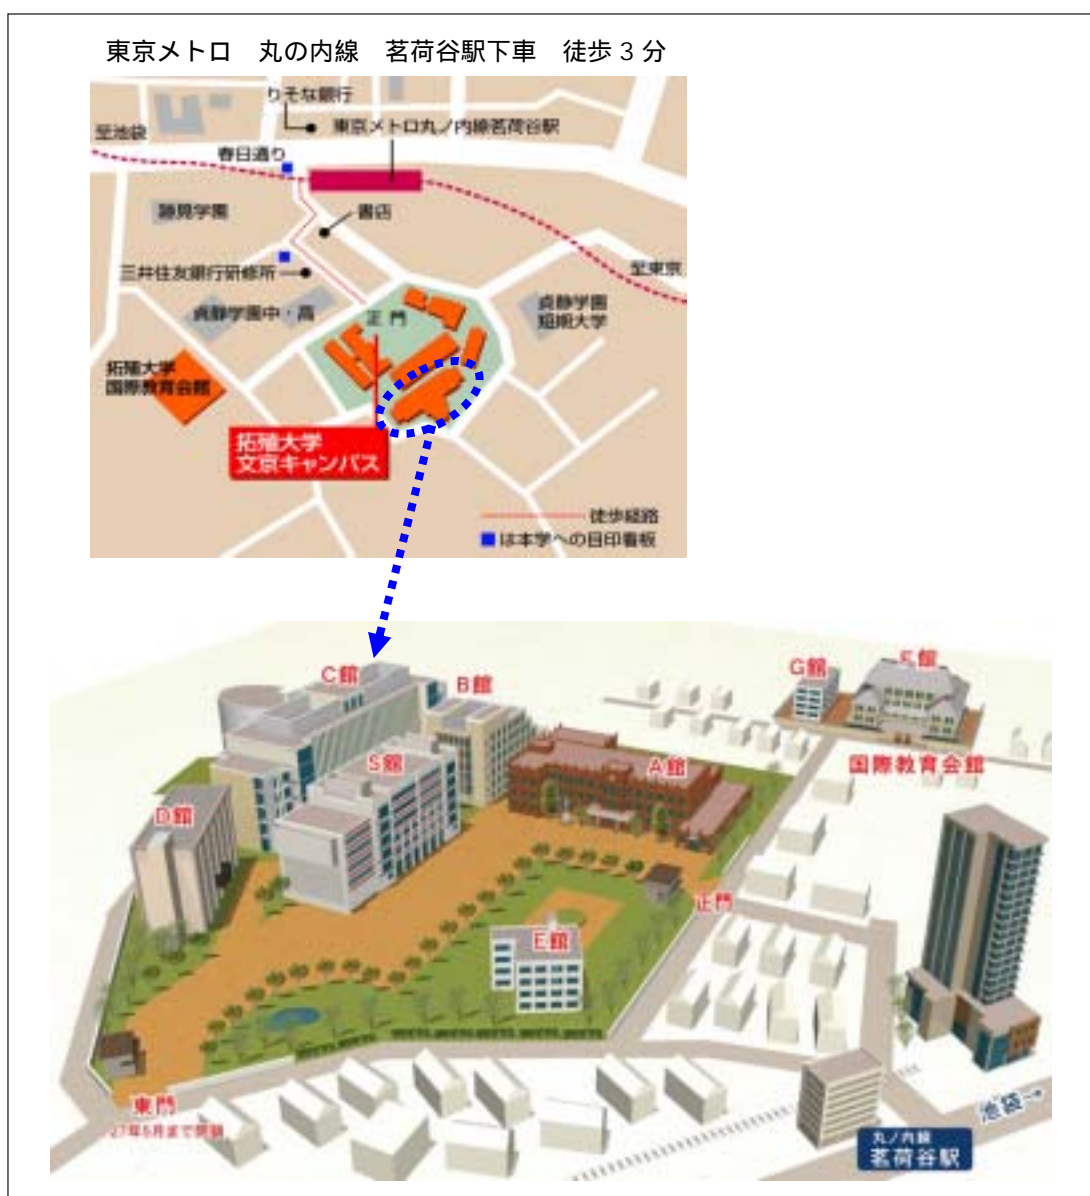 東京メトロ　丸の内線　茗荷谷駅下車　徒歩３分
りそな銀行
東京メトロ丸ノ内線茗荷谷駅
至池袋
春日通り
跡見学園
書店
三井住友銀行研修所
至東京
貞静学園中・高
正門
貞静学園
短期大学
拓殖大学
国際教育会館
拓殖大学
文京キャンパス
徒歩経路
は本学への目印看板
C館
B館
G館
S館
A館
国際教育会館
D館
正門
E館
東門
池袋→
丸ノ内線
茗荷谷駅